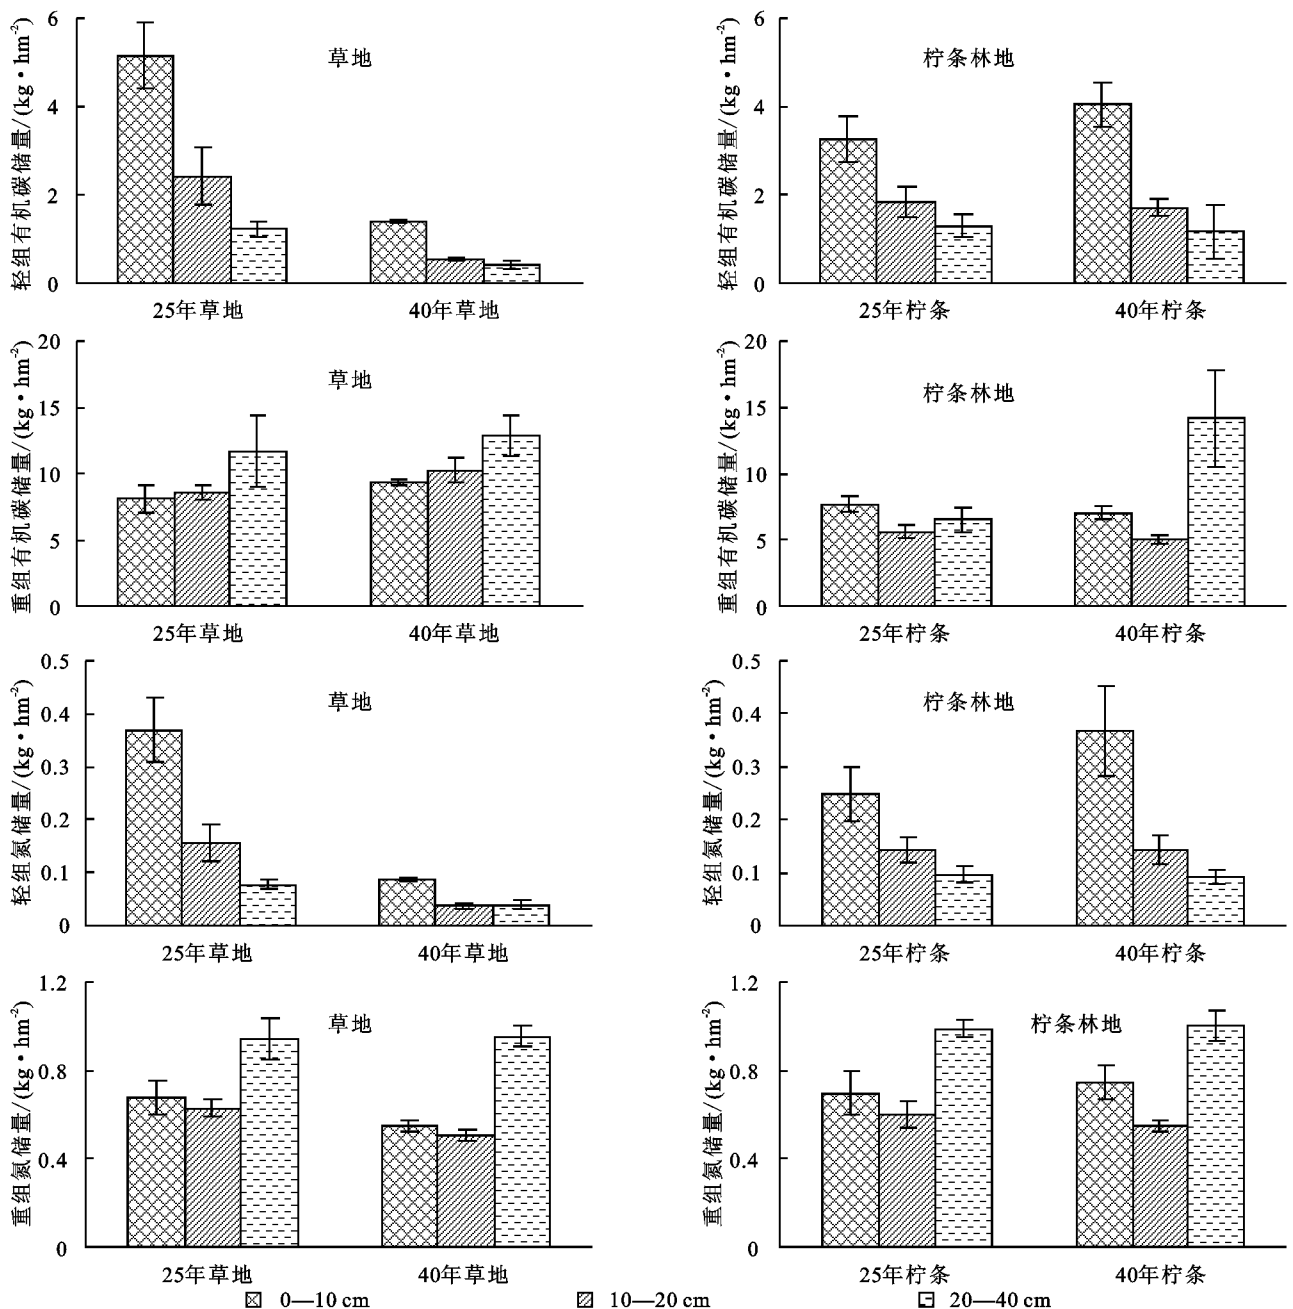 轻组有机碳储量/(kg·hm⁻²)
6
4
2
0
草地
25年草地
40年草地
轻组有机碳储量/(kg·hm⁻²)
6
4
2
0
柠条林地
25年柠条
40年柠条
重组有机碳储量/(kg·hm⁻²)
20
15
10
5
0
草地
25年草地
40年草地
重组有机碳储量/(kg·hm⁻²)
20
15
10
5
0
柠条林地
25年柠条
40年柠条
轻组氮储量/(kg·hm⁻²)
0.5
0.4
0.3
0.2
0.1
0
草地
25年草地
40年草地
轻组氮储量/(kg·hm⁻²)
0.5
0.4
0.3
0.2
0.1
0
柠条林地
25年柠条
40年柠条
重组氮储量/(kg·hm⁻²)
1.2
0.8
0.4
0
草地
25年草地
40年草地
重组氮储量/(kg·hm⁻²)
1.2
0.8
0.4
0
柠条林地
25年柠条
40年柠条
0—10 cm
10—20 cm
20—40 cm